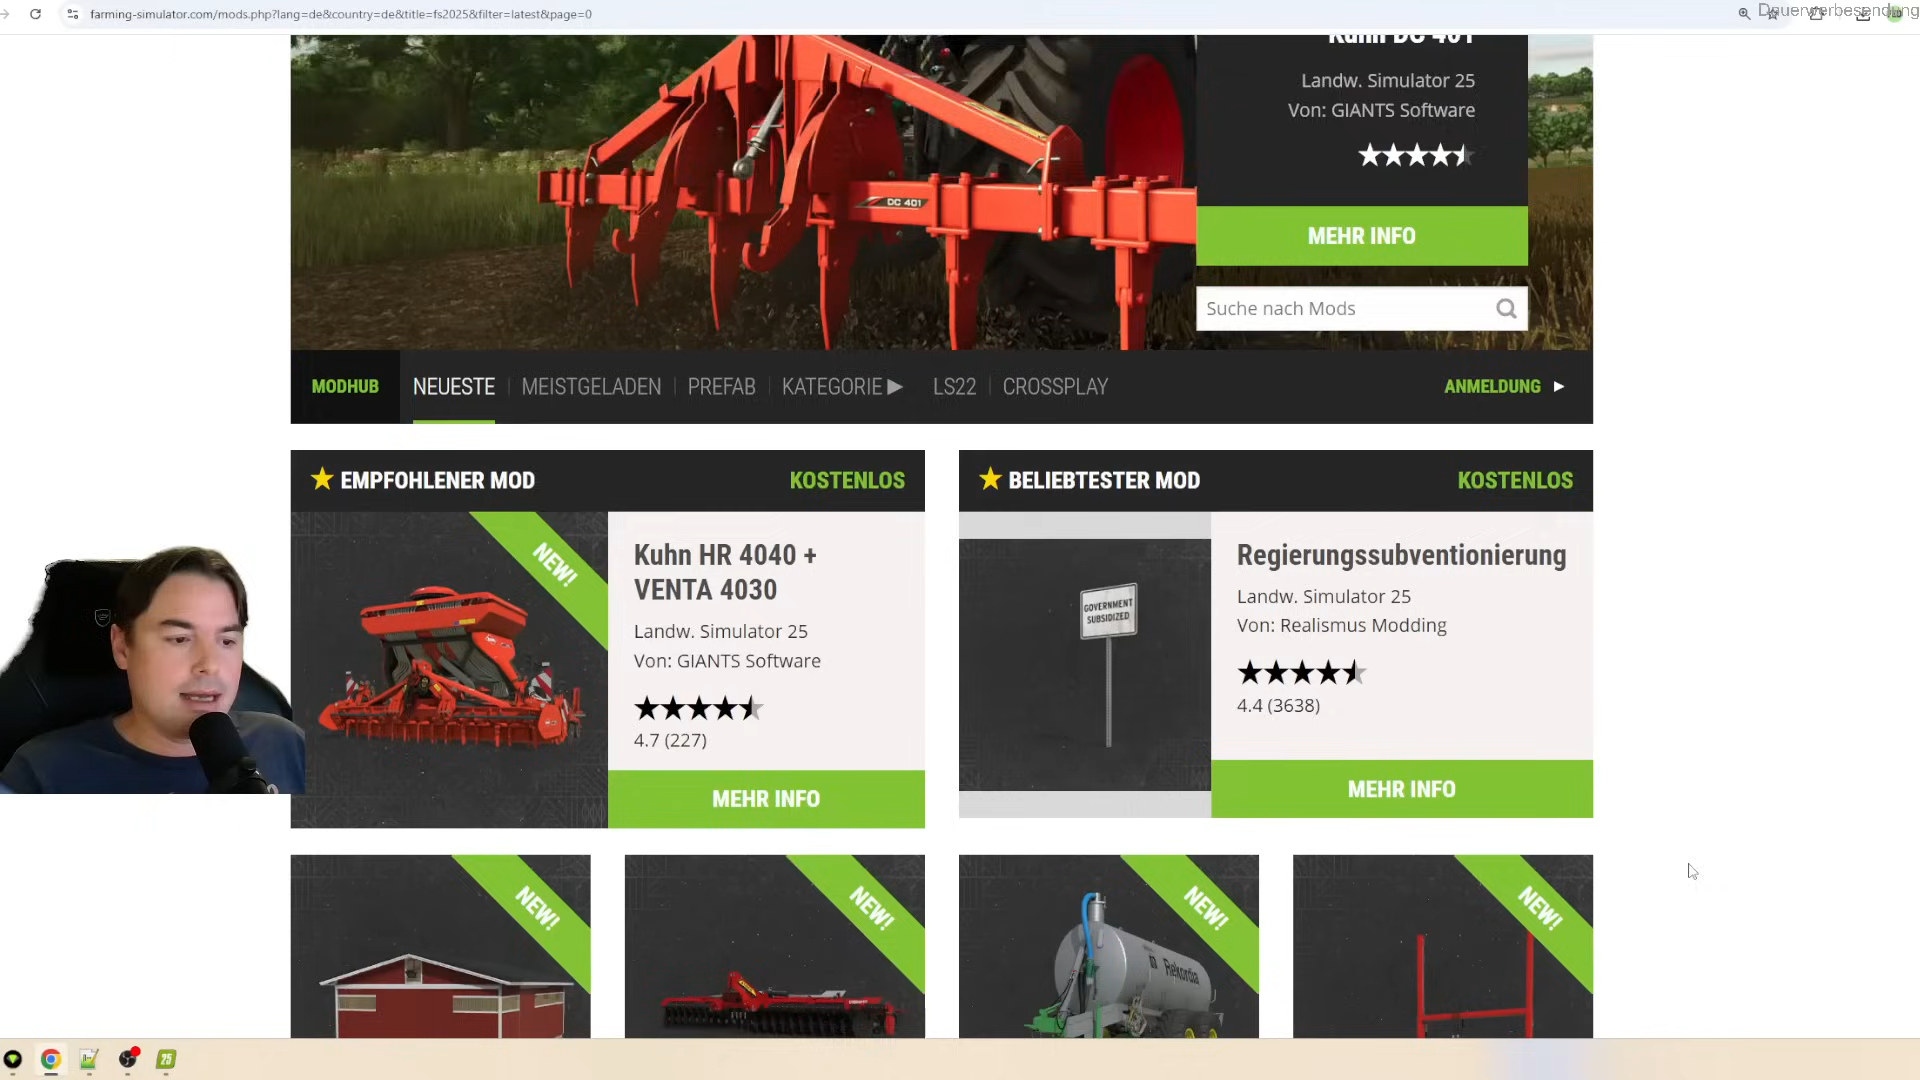 farming-simulator.com/mods.php?lang=de&country=de&title=fs2025&filter=latest&page=0
Dauerwerbesendung
Kuhn DC 401
Landw. Simulator 25
Von: GIANTS Software
DC 401
MEHR INFO
Suche nach Mods
MODHUB
NEUESTE
MEISTGELADEN
PREFAB
KATEGORIE
LS22
CROSSPLAY
ANMELDUNG
EMPFOHLENER MOD
KOSTENLOS
NEW!
Kuhn HR 4040 +
VENTA 4030
Landw. Simulator 25
Von: GIANTS Software
4.7 (227)
MEHR INFO
BELIEBTESTER MOD
KOSTENLOS
GOVERNMENT
SUBSIDIZED
Regierungssubventionierung
Landw. Simulator 25
Von: Realismus Modding
4.4 (3638)
MEHR INFO
NEW!
NEW!
NEW!
Rekordia
NEW!
25